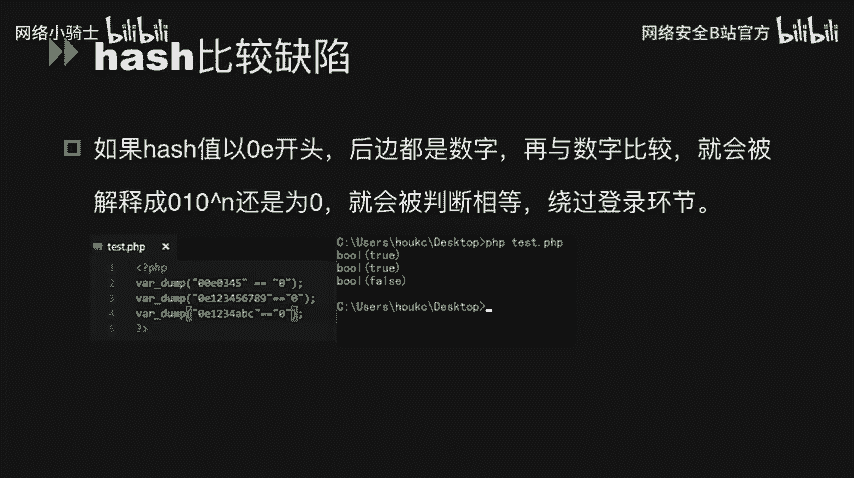 网络小骑士 bilibili
网络安全B站官方 bilibili
hash比较缺陷
如果hash值以0e开头，后边都是数字，再与数字比较，就会被
解释成010^n还是为0，就会被判断相等，绕过登录环节。
test.php ×
1 <?php
2 var_dump("00e0345" == "0");
3 var_dump("0e123456789"=="0");
4 var_dump("0e1234abc"=="0");
5 ?>
C:\Users\houkc\Desktop>php test.php
bool(true)
bool(true)
bool(false)
C:\Users\houkc\Desktop>